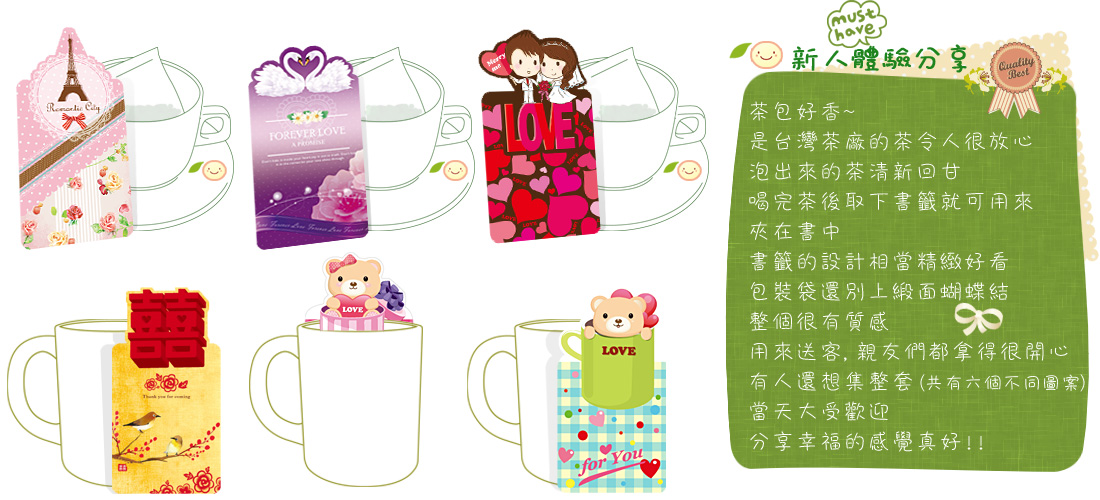 Romantic City
FOREVER LOVE
A PROMISE
Marry
me
LOVE
囍
Thank you for coming
LOVE
LOVE
for You
must
have
新人體驗分享
Quality
Best
茶包好香~
是台灣茶廠的茶令人很放心
泡出來的茶清新回甘
喝完茶後取下書籤就可用來
夾在書中
書籤的設計相當精緻好看
包裝袋還別上緞面蝴蝶結
整個很有質感
用來送客, 親友們都拿得很開心
有人還想集整套(共有六個不同圖案)
當天大受歡迎
分享幸福的感覺真好!!